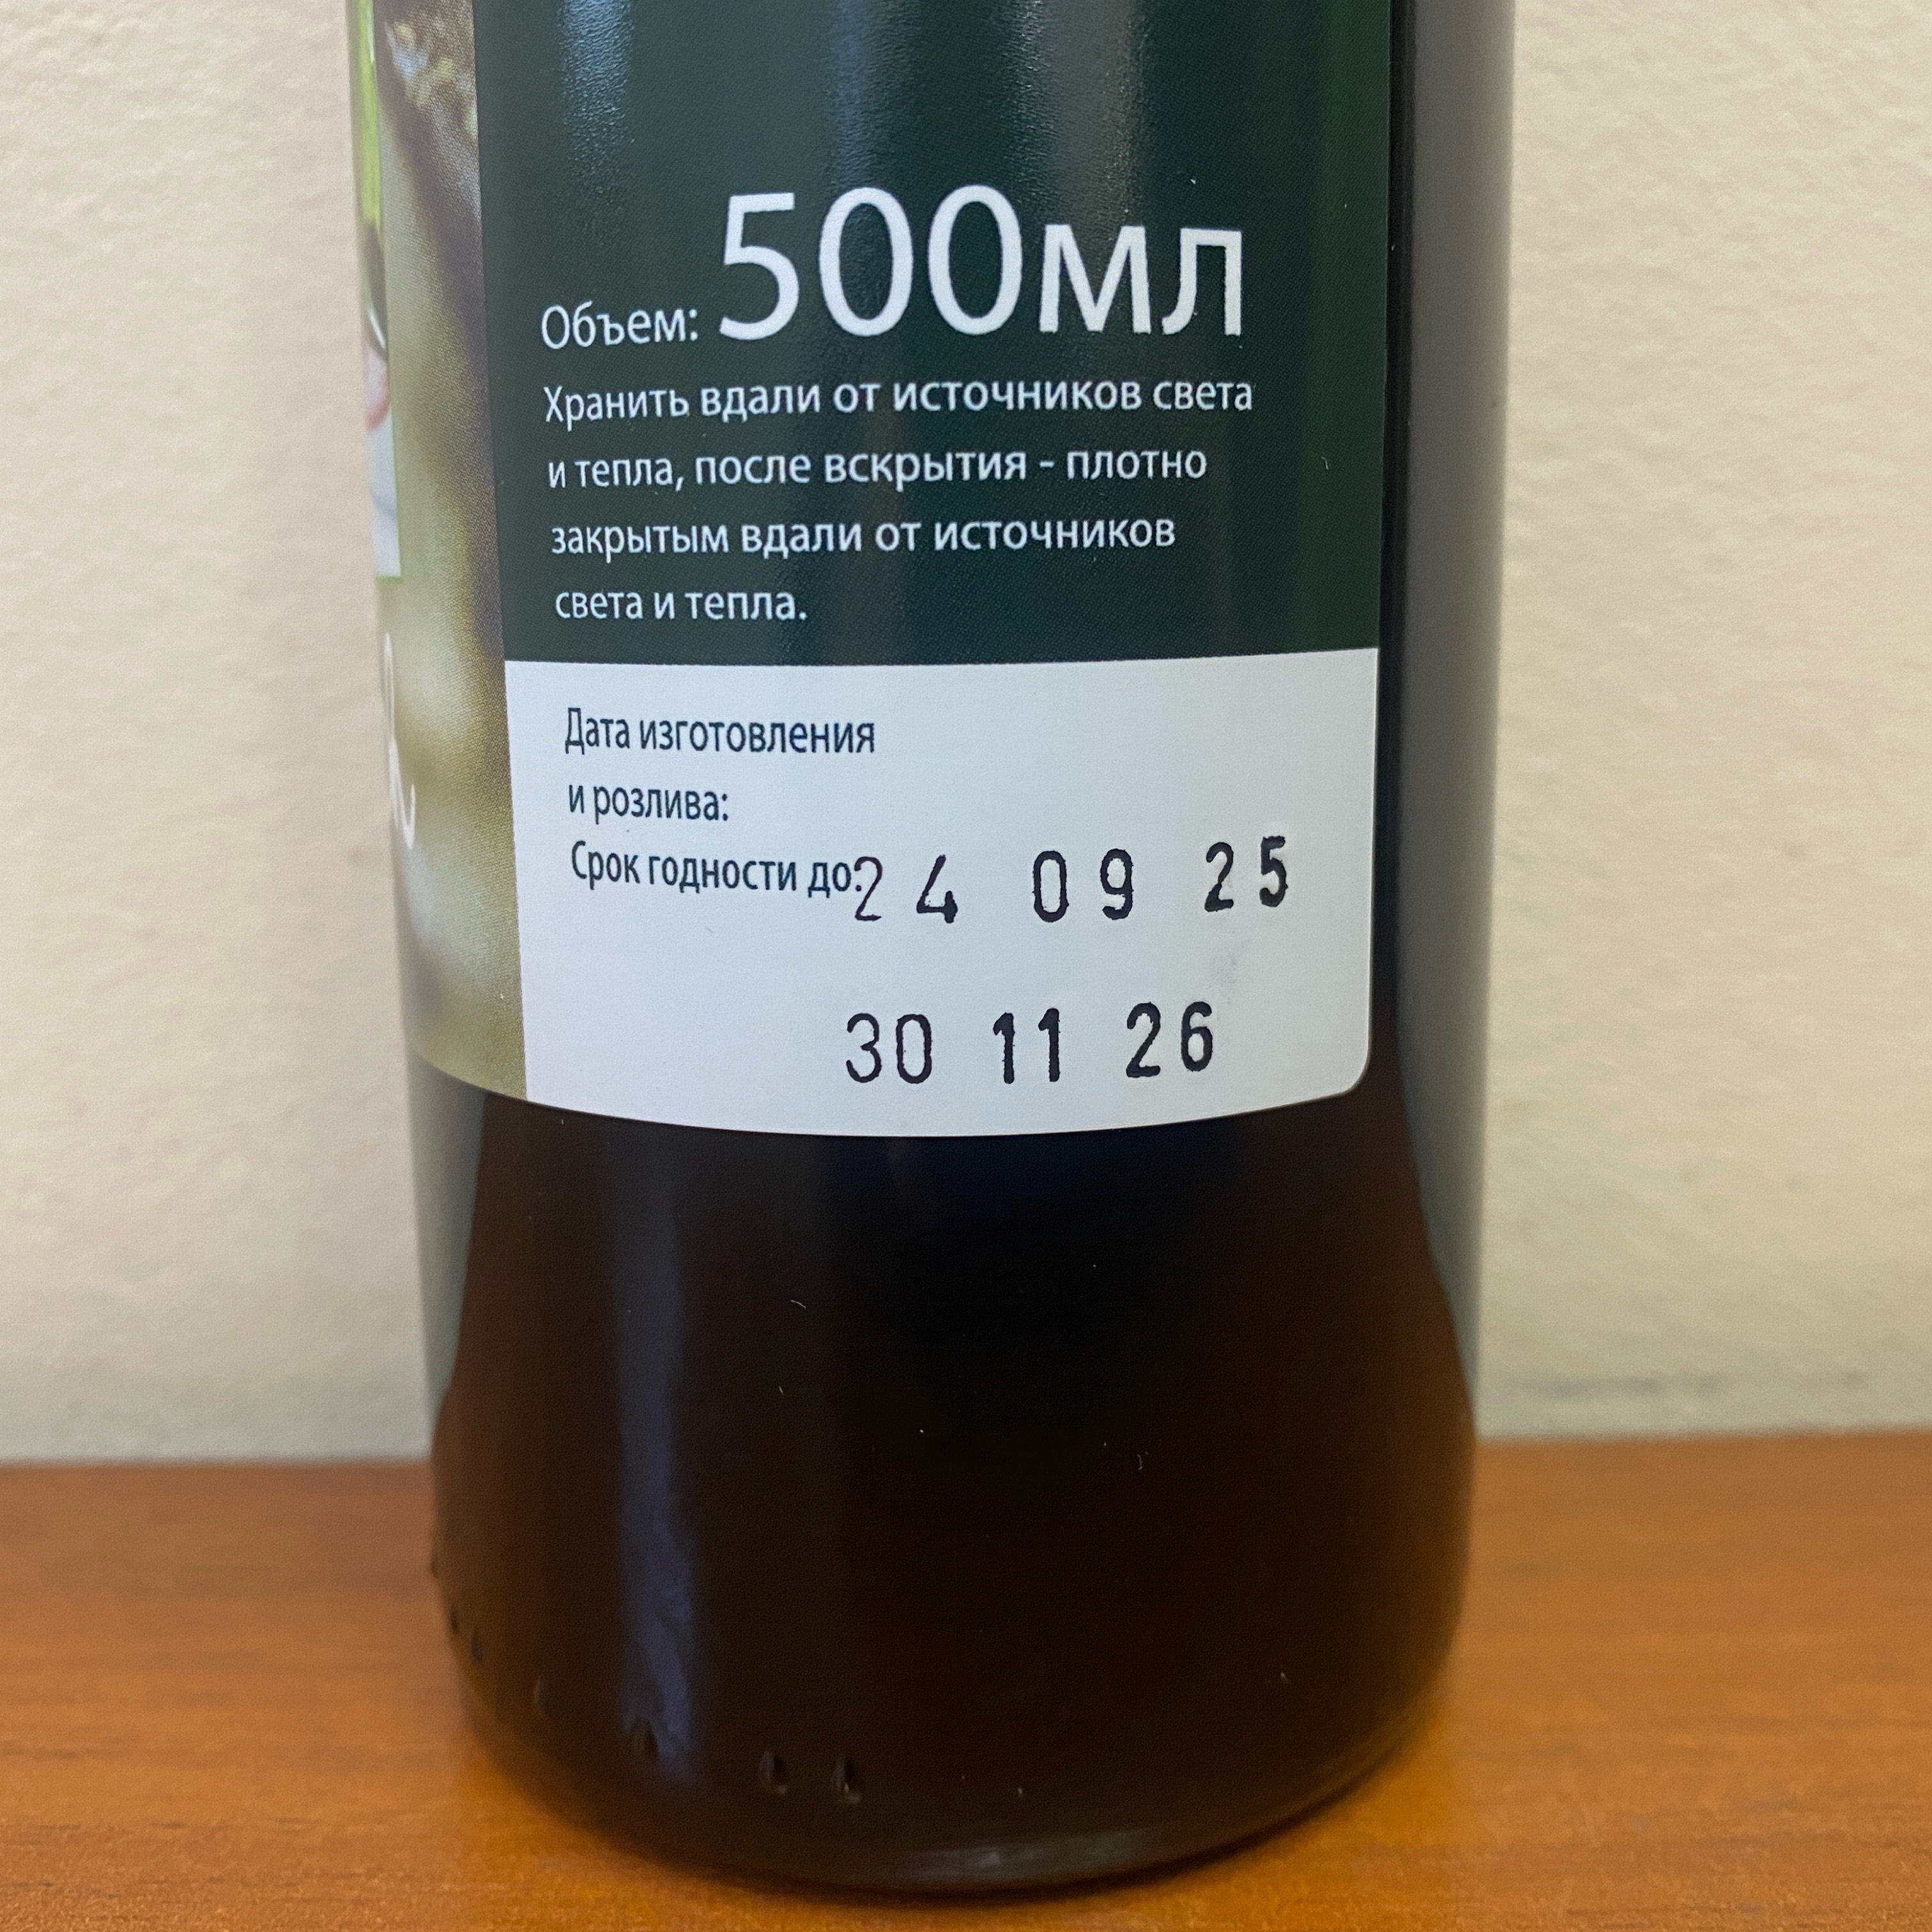 Объем: 500мл
Хранить вдали от источников света
и тепла, после вскрытия - плотно
закрытым вдали от источников
света и тепла.
Дата изготовления
и розлива:
Срок годности до: 24 09 25
30 11 26